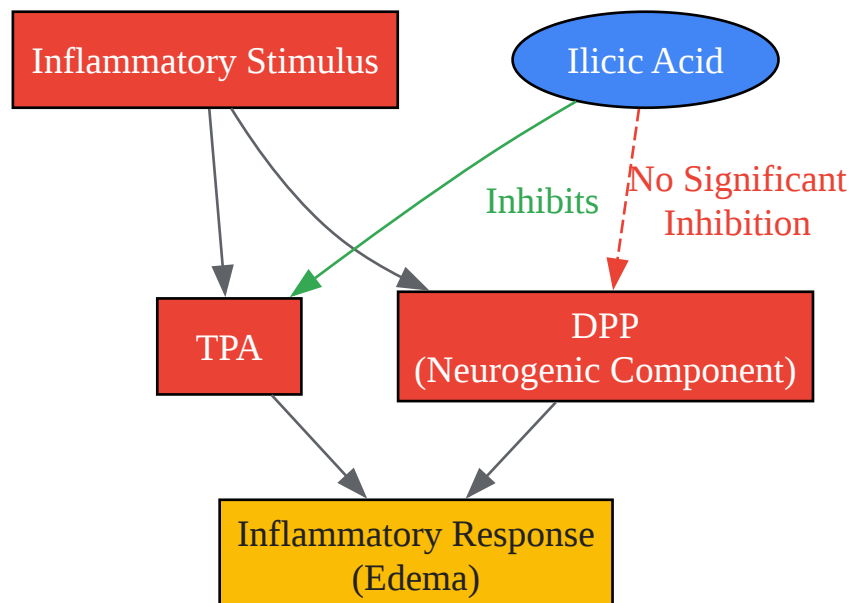 Inflammatory Stimulus
Ilicic Acid
Inhibits
No Significant
Inhibition
TPA
DPP
(Neurogenic Component)
Inflammatory Response
(Edema)